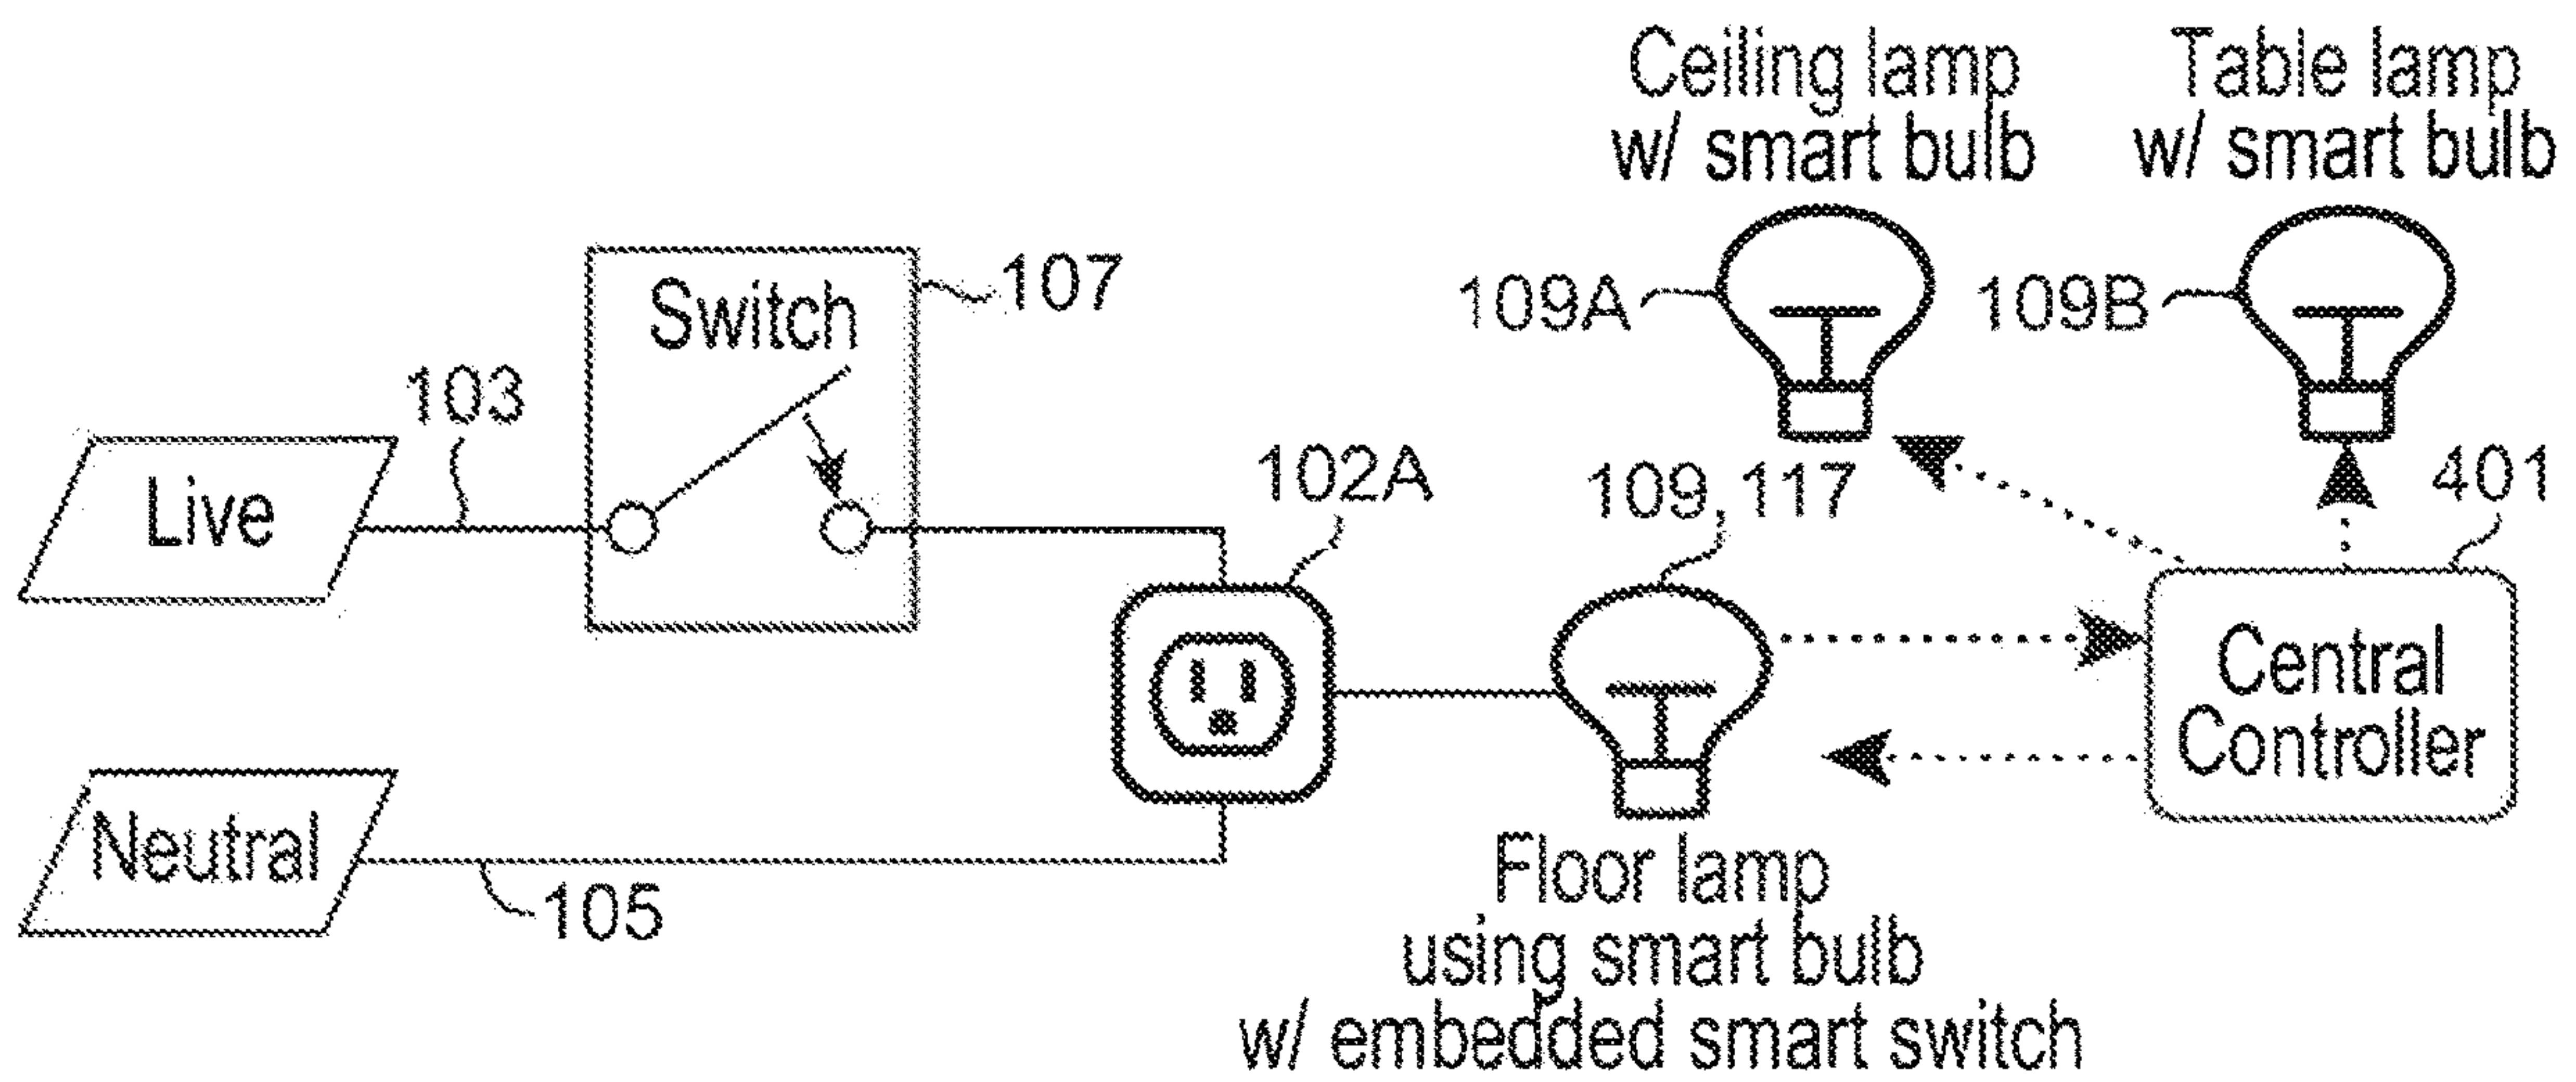 Ceiling lamp
w/ smart bulb
Table lamp
w/ smart bulb
Switch
107
109A
109B
103
Live
102A
109, 117
401
Central
Controller
Neutral
105
Floor lamp
using smart bulb
w/ embedded smart switch